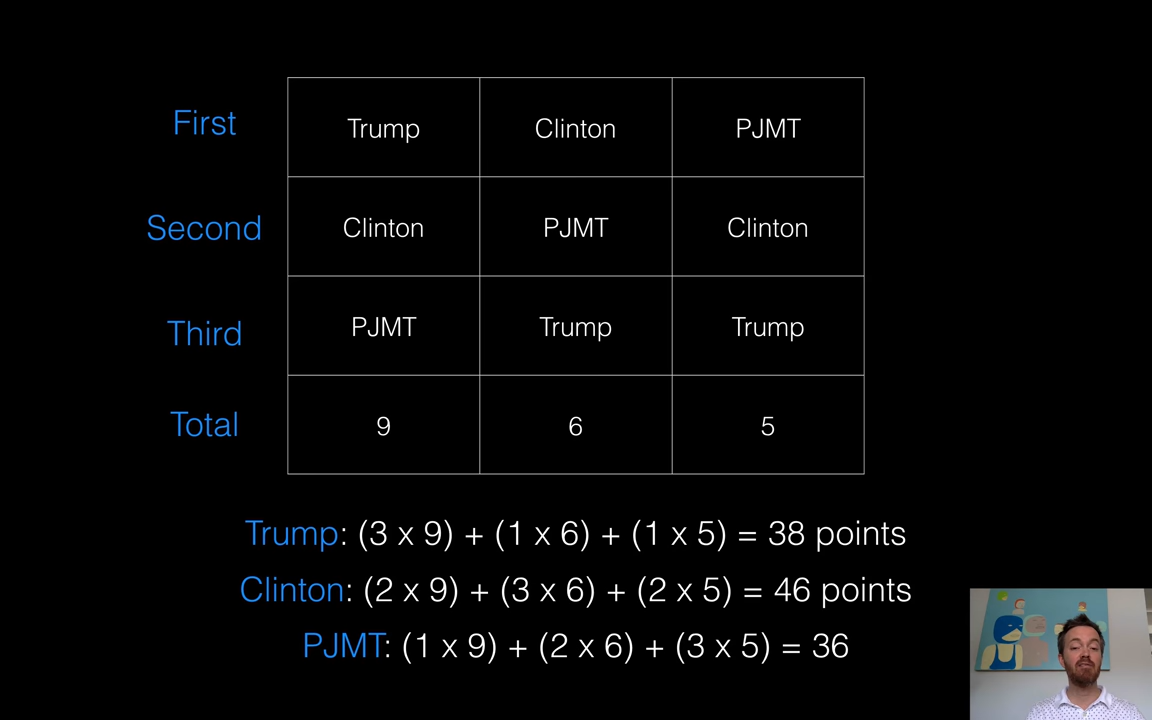 First Trump Clinton PJMT
Second Clinton PJMT Clinton
Third PJMT Trump Trump
Total 9 6 5
Trump: (3 x 9) + (1 x 6) + (1 x 5) = 38 points
Clinton: (2 x 9) + (3 x 6) + (2 x 5) = 46 points
PJMT: (1 x 9) + (2 x 6) + (3 x 5) = 36